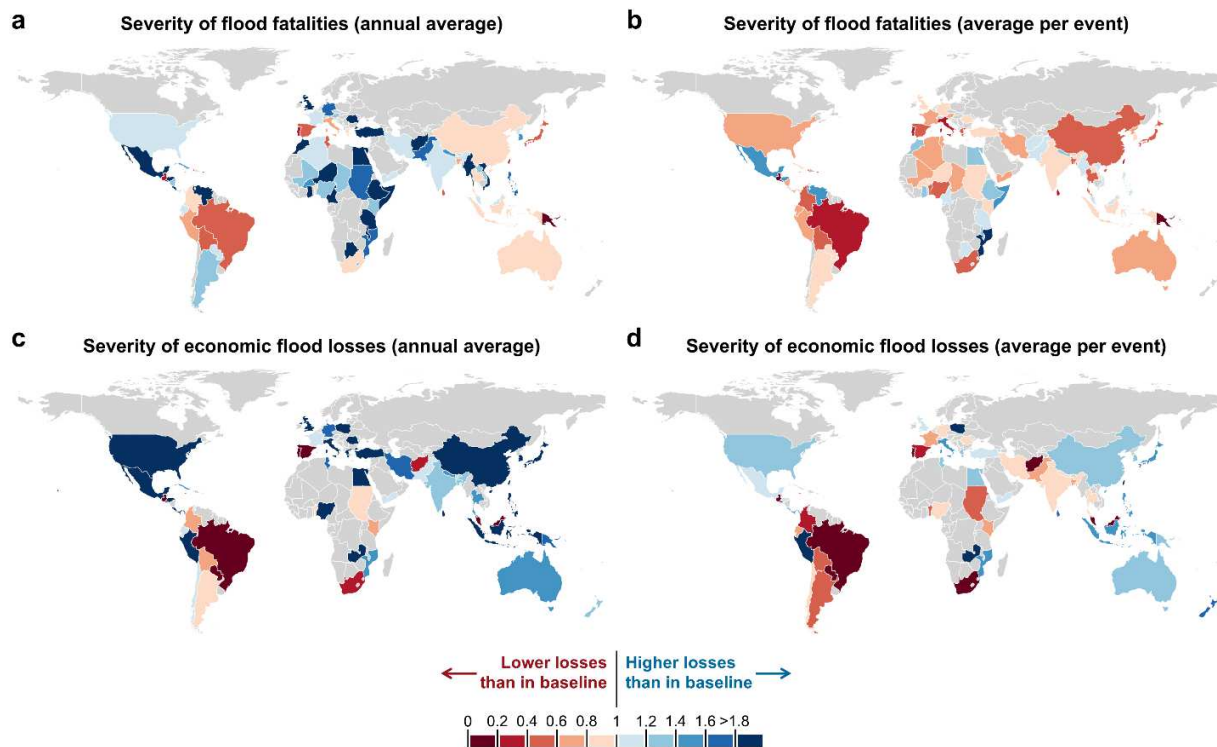 a
Severity of flood fatalities (annual average)
b
Severity of flood fatalities (average per event)
c
Severity of economic flood losses (annual average)
d
Severity of economic flood losses (average per event)
Lower losses
than in baseline
Higher losses
than in baseline
0 0.2 0.4 0.6 0.8 1 1.2 1.4 1.6 >1.8